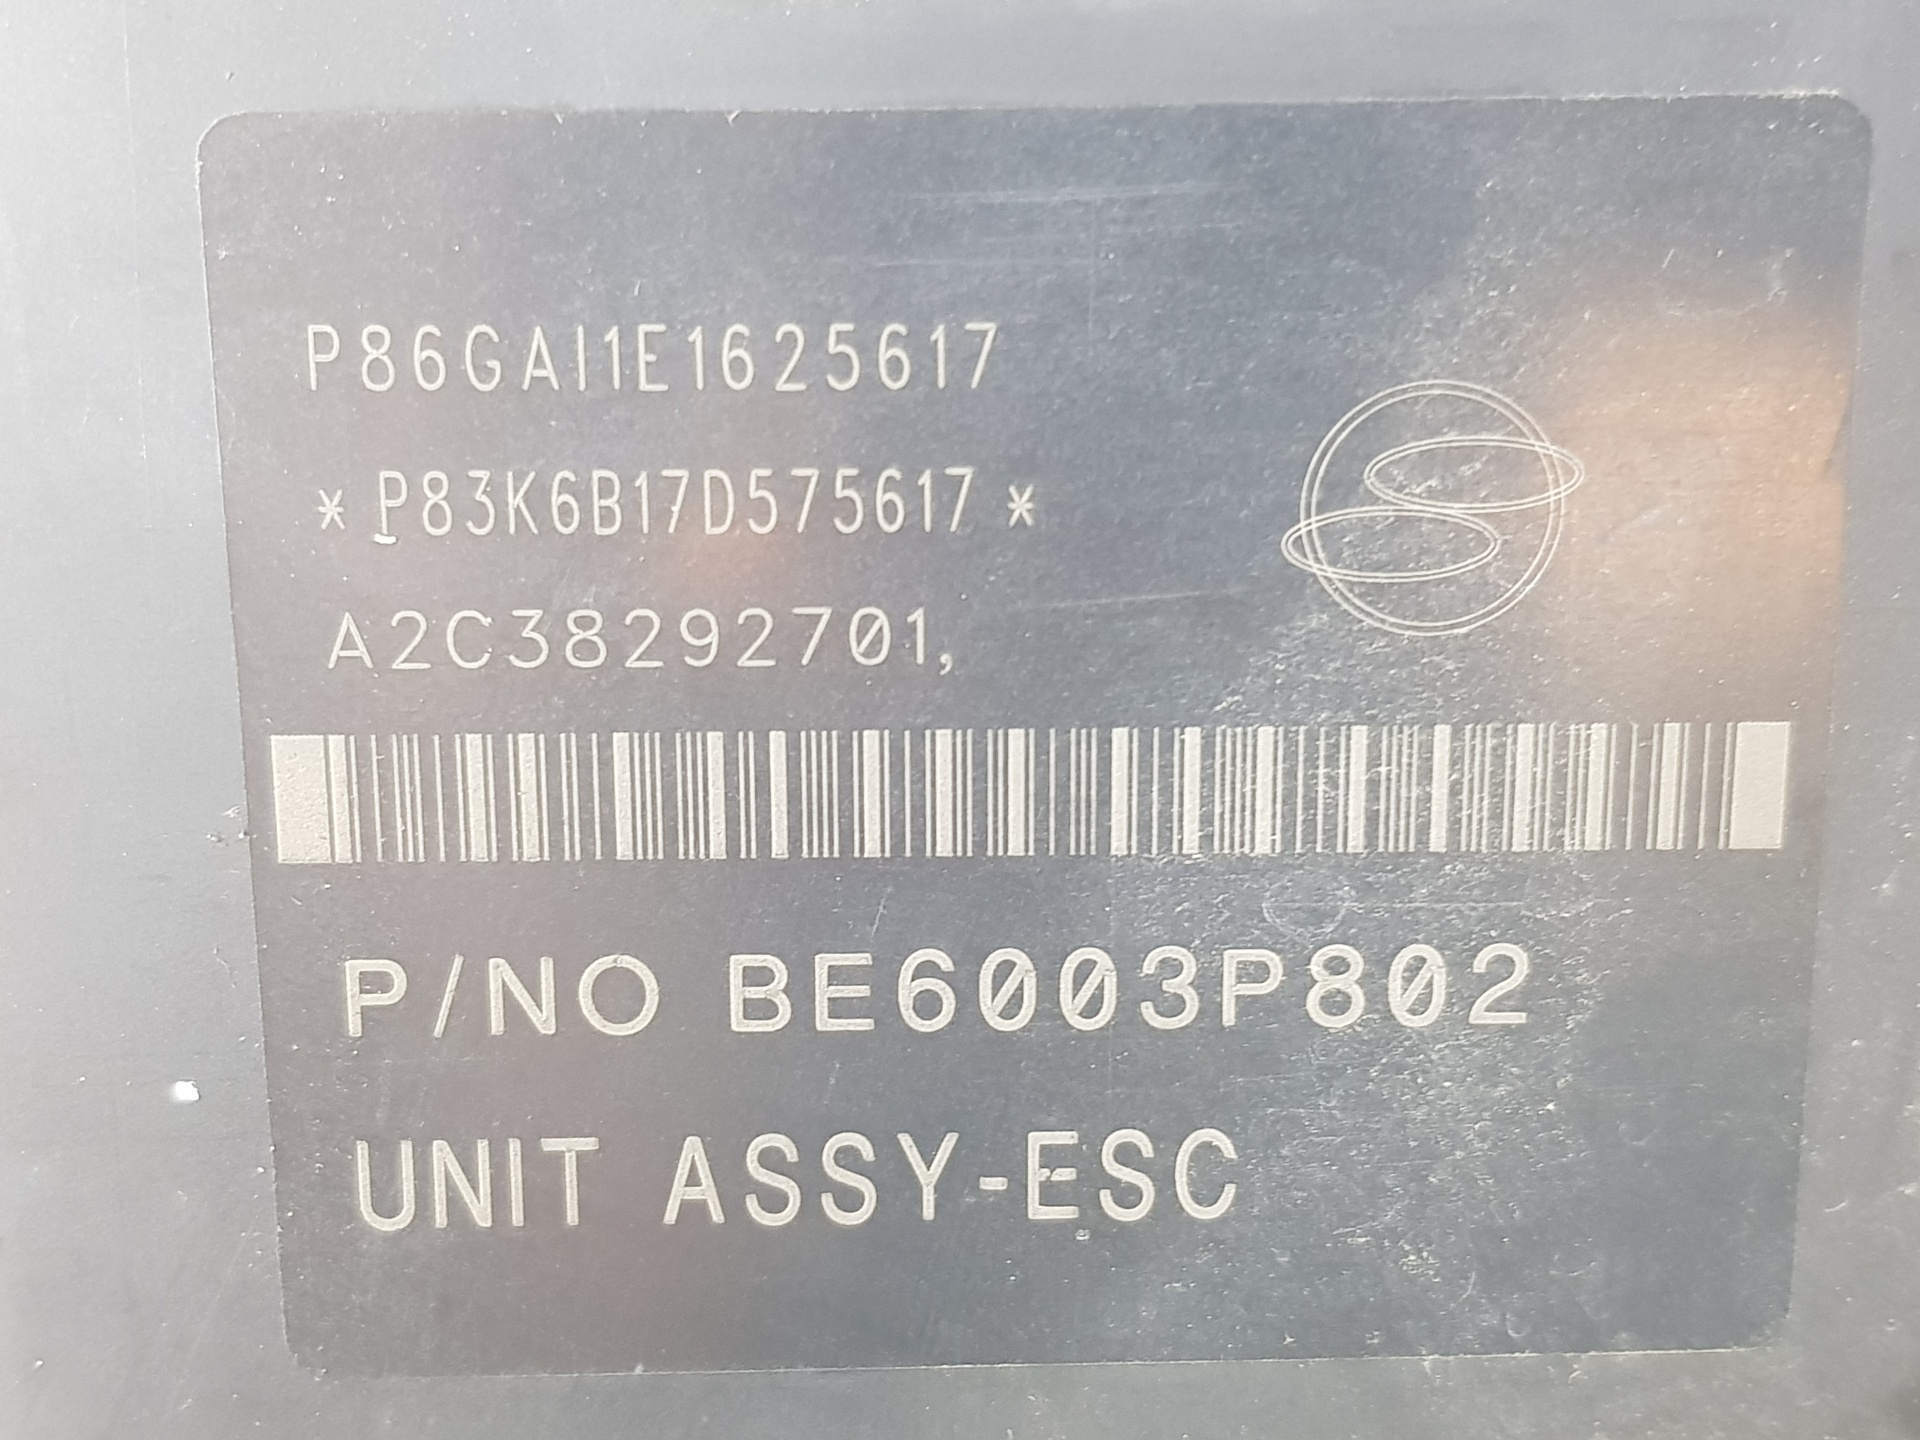 P86GAI1E1625617
* P83K6B17D575617 *
A2C38292701,
P/NO BE6003P802
UNIT ASSY-ESC